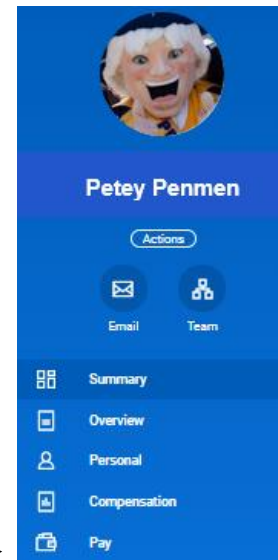 Petey Penmen
Actions
Email Team
Summary
Overview
Personal
Compensation
Pay